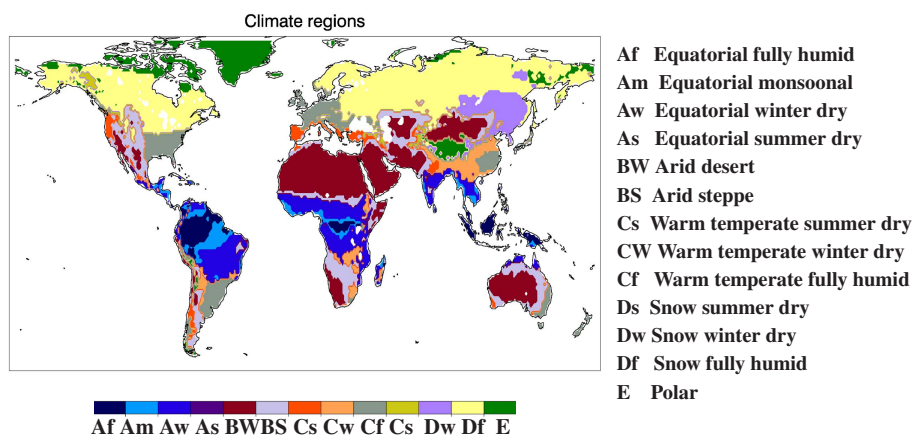 Climate regions
Af Equatorial fully humid
Am Equatorial monsoonal
Aw Equatorial winter dry
As Equatorial summer dry
BW Arid desert
BS Arid steppe
Cs Warm temperate summer dry
CW Warm temperate winter dry
Cf Warm temperate fully humid
Ds Snow summer dry
Dw Snow winter dry
Df Snow fully humid
E Polar
Af Am Aw As BWBS Cs Cw Cf Cs Dw Df E